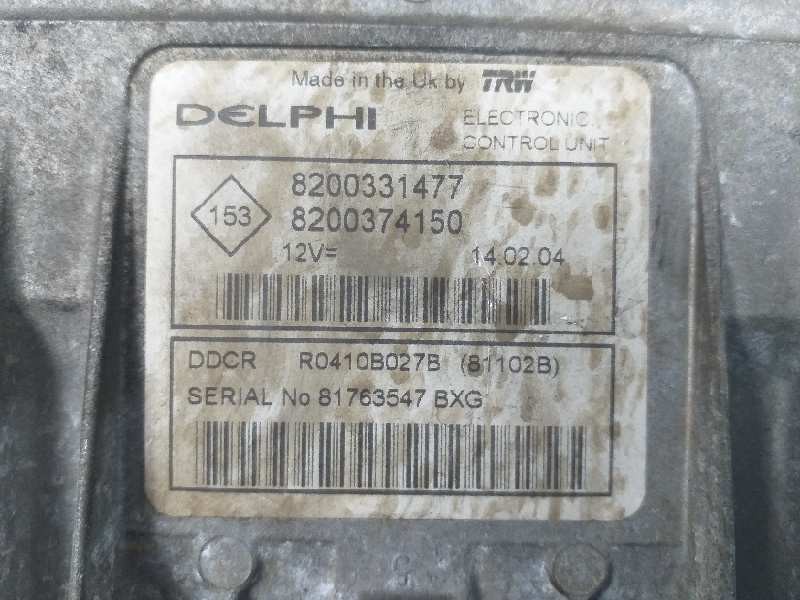 Made in the Uk by TRW
DELPHI
ELECTRONIC
CONTROL UNIT
153
8200331477
8200374150
12V=
14.02.04
DDCR R0410B027B (81102B)
SERIAL No 81763547 BXG